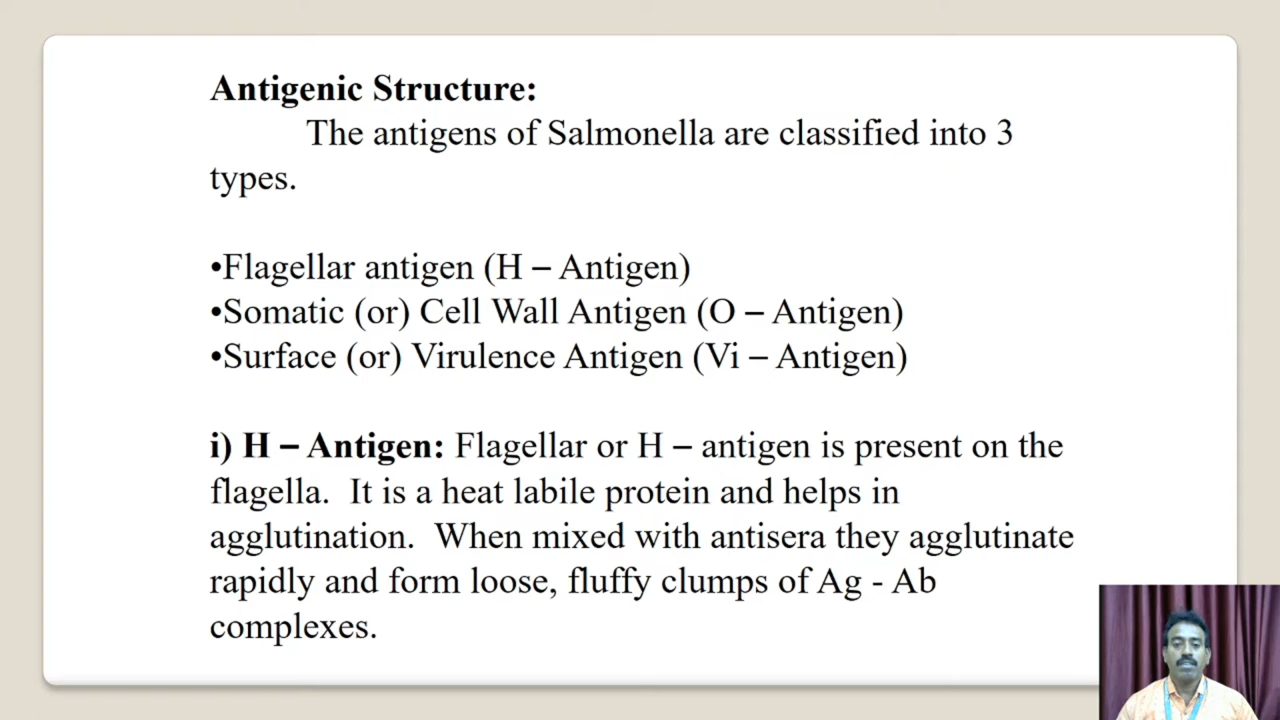 Antigenic Structure:
The antigens of Salmonella are classified into 3
types.
•Flagellar antigen (H – Antigen)
•Somatic (or) Cell Wall Antigen (O – Antigen)
•Surface (or) Virulence Antigen (Vi – Antigen)
i) H – Antigen: Flagellar or H – antigen is present on the
flagella.  It is a heat labile protein and helps in
agglutination.  When mixed with antisera they agglutinate
rapidly and form loose, fluffy clumps of Ag - Ab
complexes.